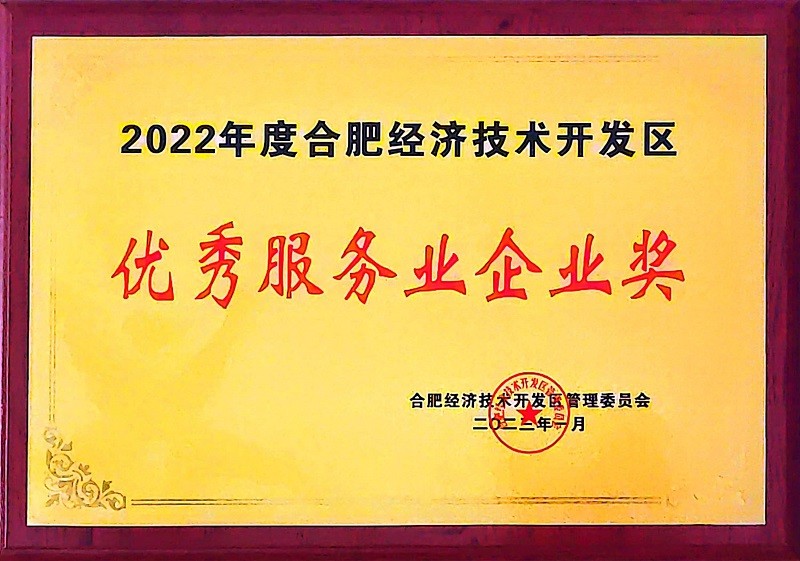 2022年度合肥经济技术开发区
优秀服务业企业奖
合肥经济技术开发区管理委员会
二〇二三年一月